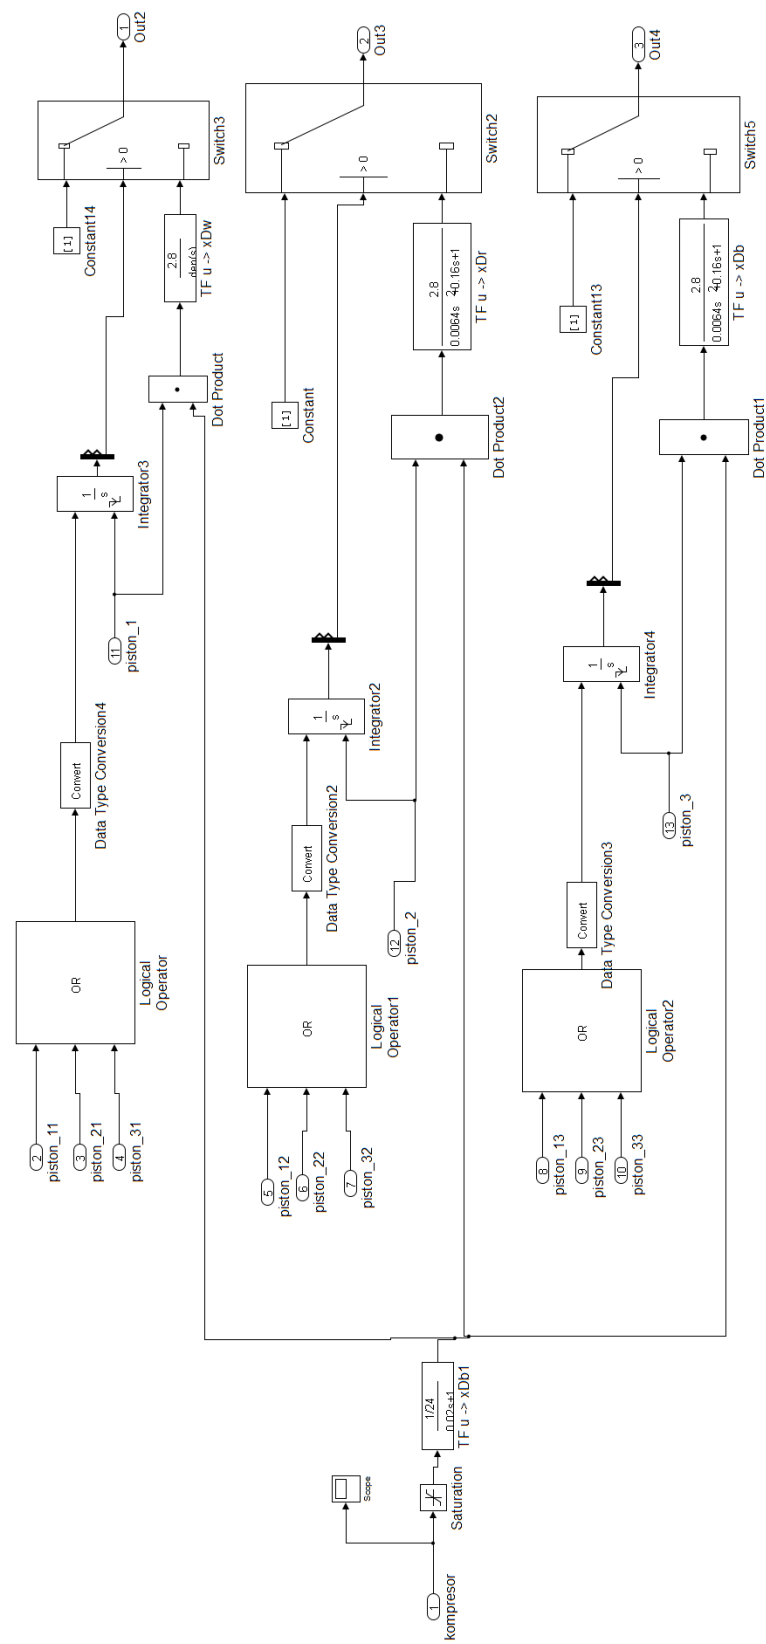 1
Out2
Switch3
> 0
[1]
Constant14
2.8
den(s)
TF u -> xDw
Dot Product
1
s
Integrator3
11
piston_1
Convert
Data Type Conversion4
OR
Logical
Operator
2
piston_11
3
piston_21
4
piston_31
2
Out3
Switch2
> 0
[1]
Constant
2.8
0.0064s2+0.16s+1
TF u -> xDr
Dot Product2
1
s
Integrator2
12
piston_2
Convert
Data Type Conversion2
OR
Logical
Operator1
5
piston_12
6
piston_22
7
piston_32
3
Out4
Switch5
> 0
[1]
Constant13
2.8
0.0064s2+0.16s+1
TF u -> xDb
Dot Product1
1
s
Integrator4
13
piston_3
Convert
Data Type Conversion3
OR
Logical
Operator2
8
piston_13
9
piston_23
10
piston_33
1/24
0.02s+1
TF u -> xDb1
Saturation
Scope
1
kompresor